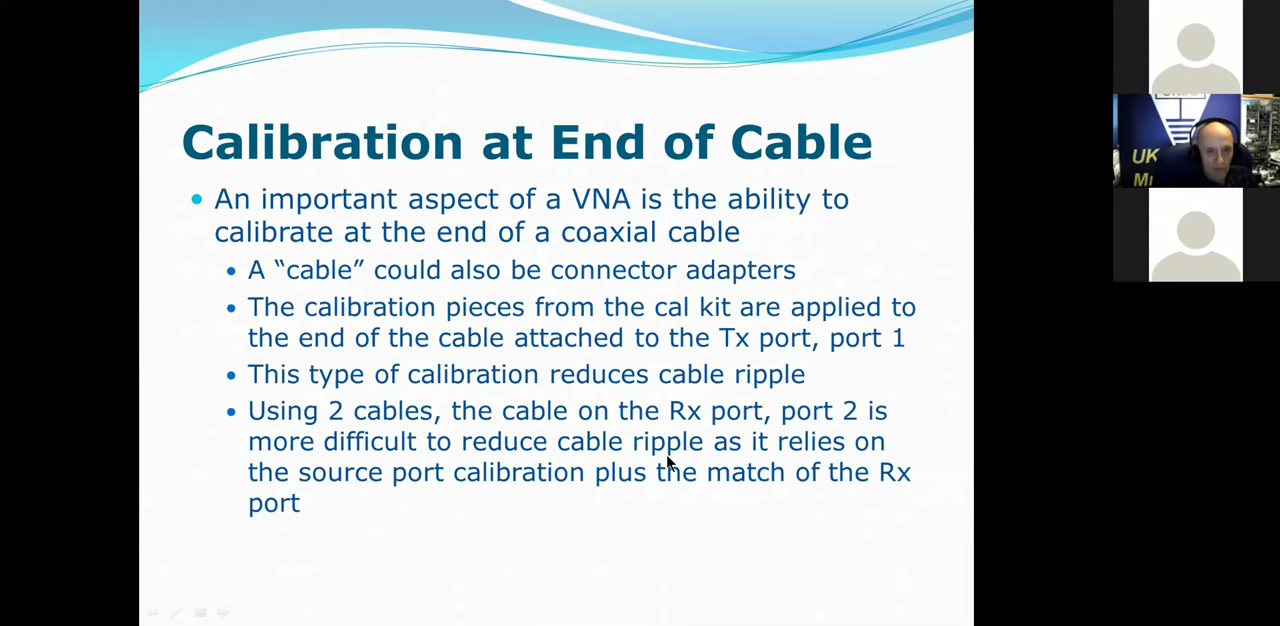 Calibration at End of Cable
• An important aspect of a VNA is the ability to
calibrate at the end of a coaxial cable
• A “cable” could also be connector adapters
• The calibration pieces from the cal kit are applied to
the end of the cable attached to the Tx port, port 1
• This type of calibration reduces cable ripple
• Using 2 cables, the cable on the Rx port, port 2 is
more difficult to reduce cable ripple as it relies on
the source port calibration plus the match of the Rx
port
UK